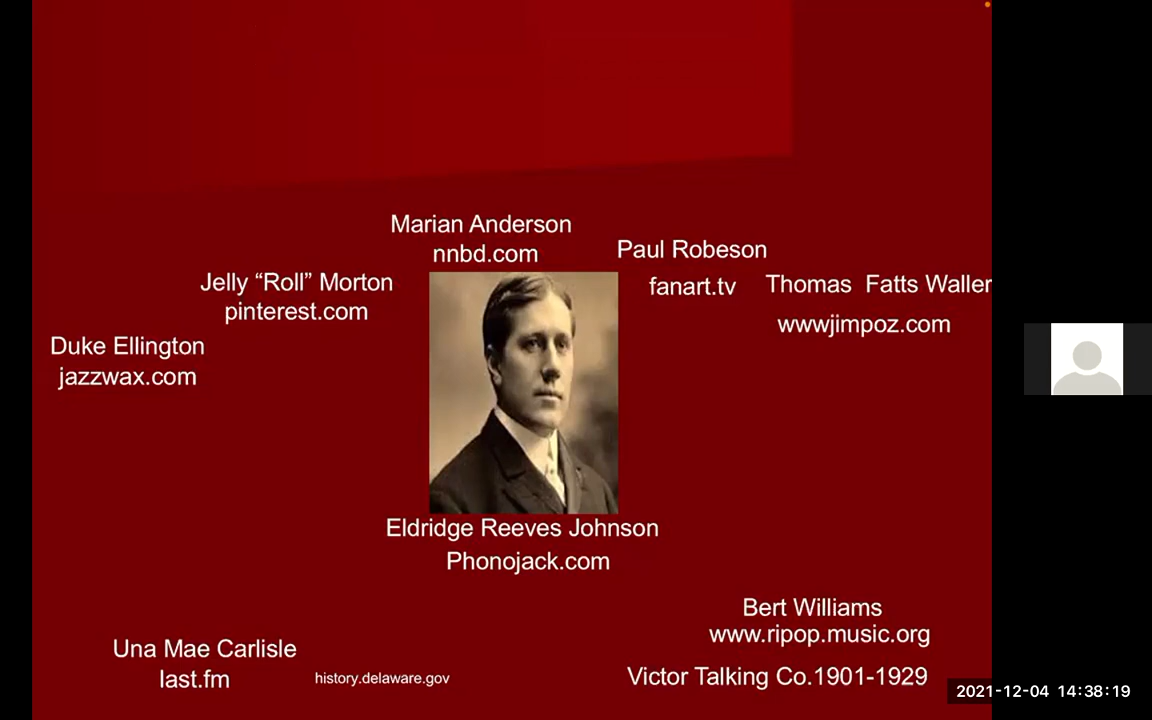 Marian Anderson
nnbd.com
Paul Robeson
fanart.tv
Jelly “Roll” Morton
pinterest.com
Thomas  Fatts Waller
wwwjimpoz.com
Duke Ellington
jazzwax.com
Eldridge Reeves Johnson
Phonojack.com
Bert Williams
www.ripop.music.org
Una Mae Carlisle
last.fm
history.delaware.gov
Victor Talking Co.1901-1929
2021-12-04 14:38:19